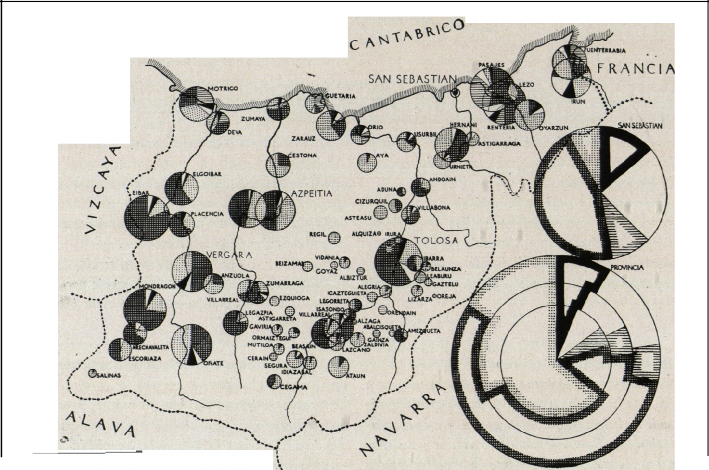 CANTABRICO
FRANCIA
VIZCAYA
ALAVA
NAVARRA
FUENTERRABIA
IRUN
PASAJES
LEZO
SAN SEBASTIAN
RENTERIA
OYARZUN
MOTRICO
DEVA
ZUMAYA
GUETARIA
ZARAUZ
ORIO
USURBIL
HERNANI
ASTIGARRAGA
URNIETA
SAN SEBASTIAN
CESTONA
AYA
ELGOIBAR
EIBAR
PLACENCIA
AZPEITIA
ADUNA
ANDOAIN
CIZURQUIL
VILLABONA
ASTEASU
REGIL
ALQUIZA
IRURA
TOLOSA
VERGARA
ANZUOLA
VILLARREAL
ZUMARRAGA
BEIZAMA
VIDANIA
GOYAZ
ALBIZTUR
IBARRA
BELAUNZA
LEABURU
GAZTELU
OREJA
LIZARZA
ALEGRIA
ICAZTEGUIETA
LEGORRETA
ISASONDO
ORENDAIN
PROVINCIA
MONDRAGON
ARECHAVALETA
ESCORIAZA
SALINAS
OÑATE
LEGAZPIA
EZQUIOGA
ASTIGARRETA
GAVIRIA
ORMAIZTEGUI
MUTILOA
CERAIN
SEGURA
IDIAZABAL
CEGAMA
BEASAIN
VILLAFRANCA
LAZCANO
ATAUN
ALZAGA
GAINZA
ZALDIVIA
ABALCISQUETA
AMEZQUETA